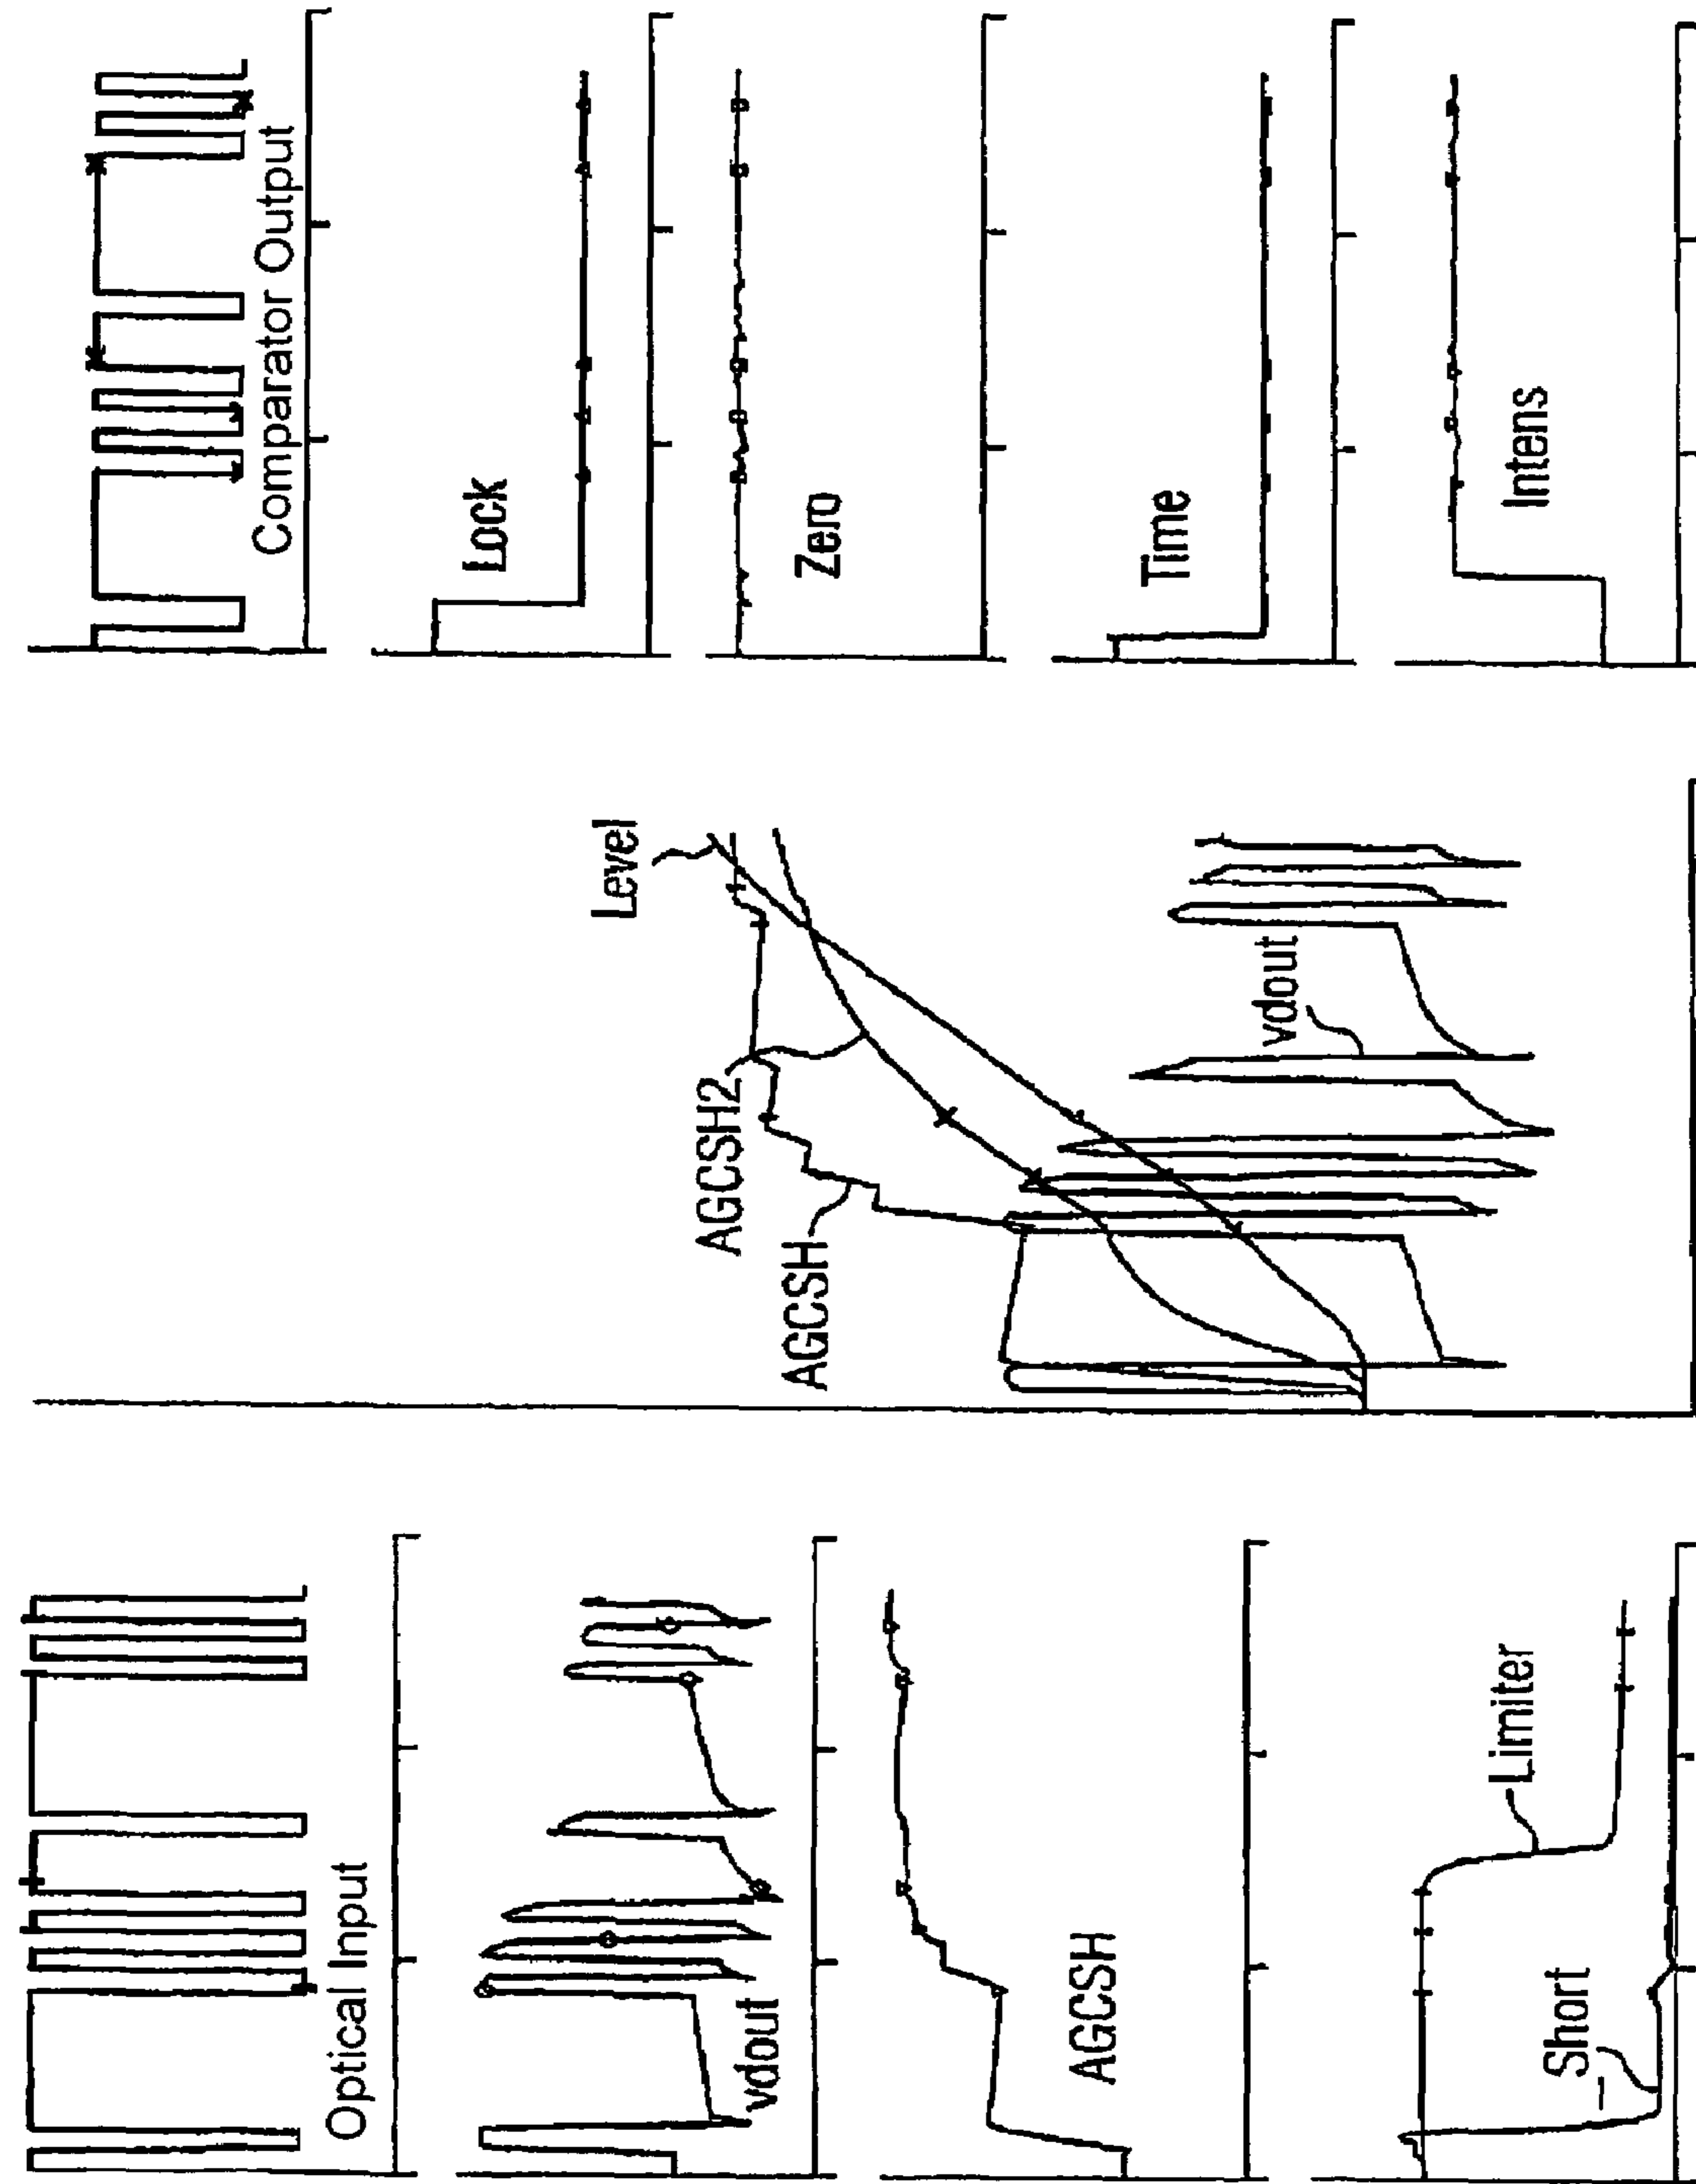 Optical Input
vdout
AGCSH
Limiter
Short
Level
AGCSH2
AGCSH
vdout
Comparator Output
Lock
Zero
Time
Intens